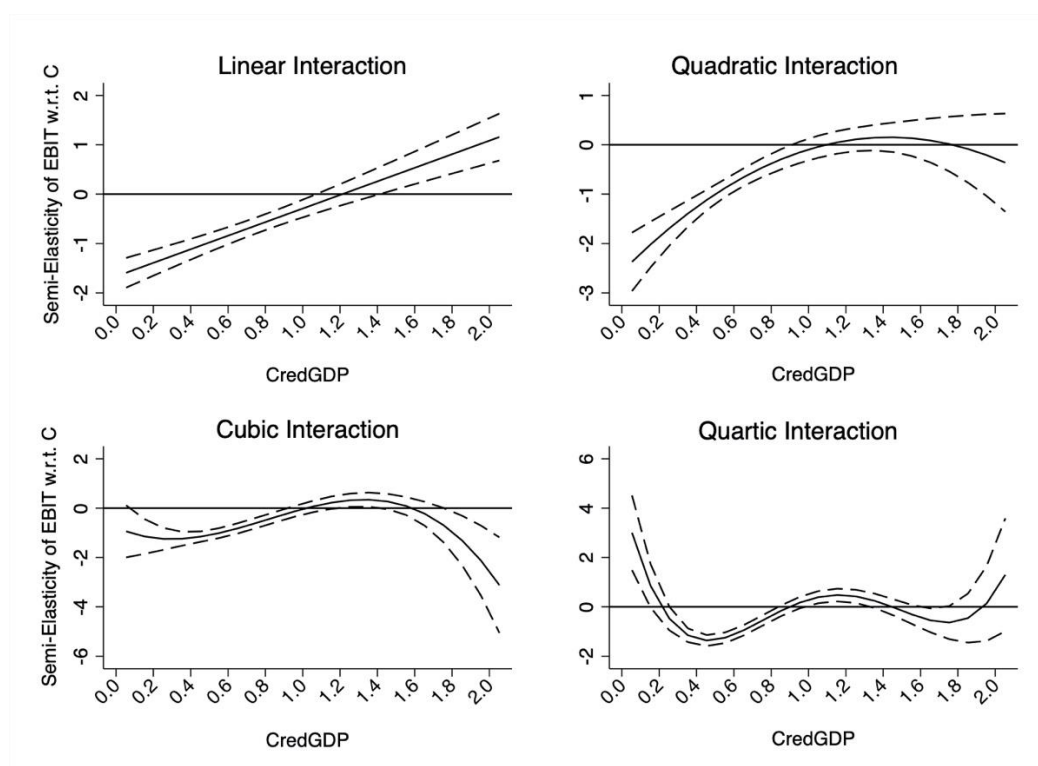 Linear Interaction
Semi-Elasticity of EBIT w.r.t. C
2
1
0
-1
-2
0.0 0.2 0.4 0.6 0.8 1.0 1.2 1.4 1.6 1.8 2.0
CredGDP
Quadratic Interaction
1
0
-1
-2
-3
0.0 0.2 0.4 0.6 0.8 1.0 1.2 1.4 1.6 1.8 2.0
CredGDP
Cubic Interaction
Semi-Elasticity of EBIT w.r.t. C
2
0
-2
-4
-6
0.0 0.2 0.4 0.6 0.8 1.0 1.2 1.4 1.6 1.8 2.0
CredGDP
Quartic Interaction
6
4
2
0
-2
0.0 0.2 0.4 0.6 0.8 1.0 1.2 1.4 1.6 1.8 2.0
CredGDP